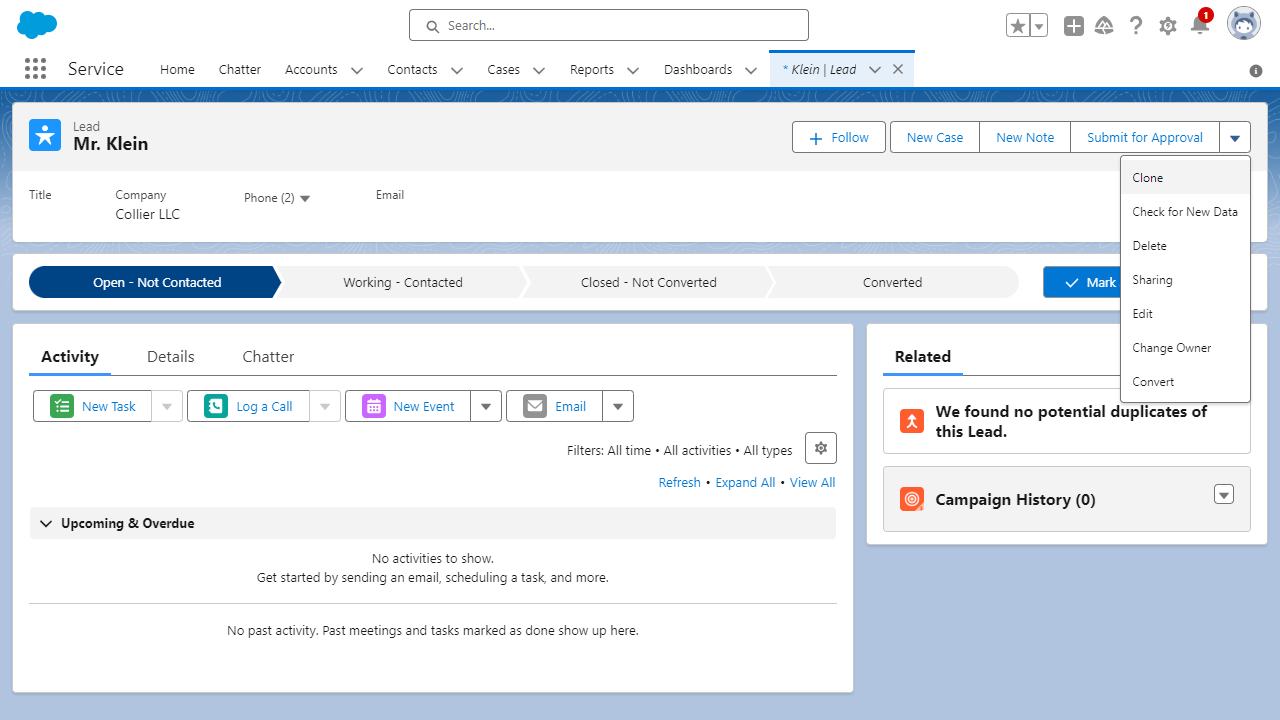 Search...
1
Service
Home
Chatter
Accounts
Contacts
Cases
Reports
Dashboards
* Klein | Lead
Lead
Mr. Klein
Follow
New Case
New Note
Submit for Approval
Title
Company
Collier LLC
Phone (2)
Email
Clone
Check for New Data
Delete
Sharing
Edit
Change Owner
Convert
Open - Not Contacted
Working - Contacted
Closed - Not Converted
Converted
Mark
Activity
Details
Chatter
New Task
Log a Call
New Event
Email
Filters: All time • All activities • All types
Refresh • Expand All • View All
Upcoming & Overdue
No activities to show.
Get started by sending an email, scheduling a task, and more.
No past activity. Past meetings and tasks marked as done show up here.
Related
We found no potential duplicates of
this Lead.
Campaign History (0)